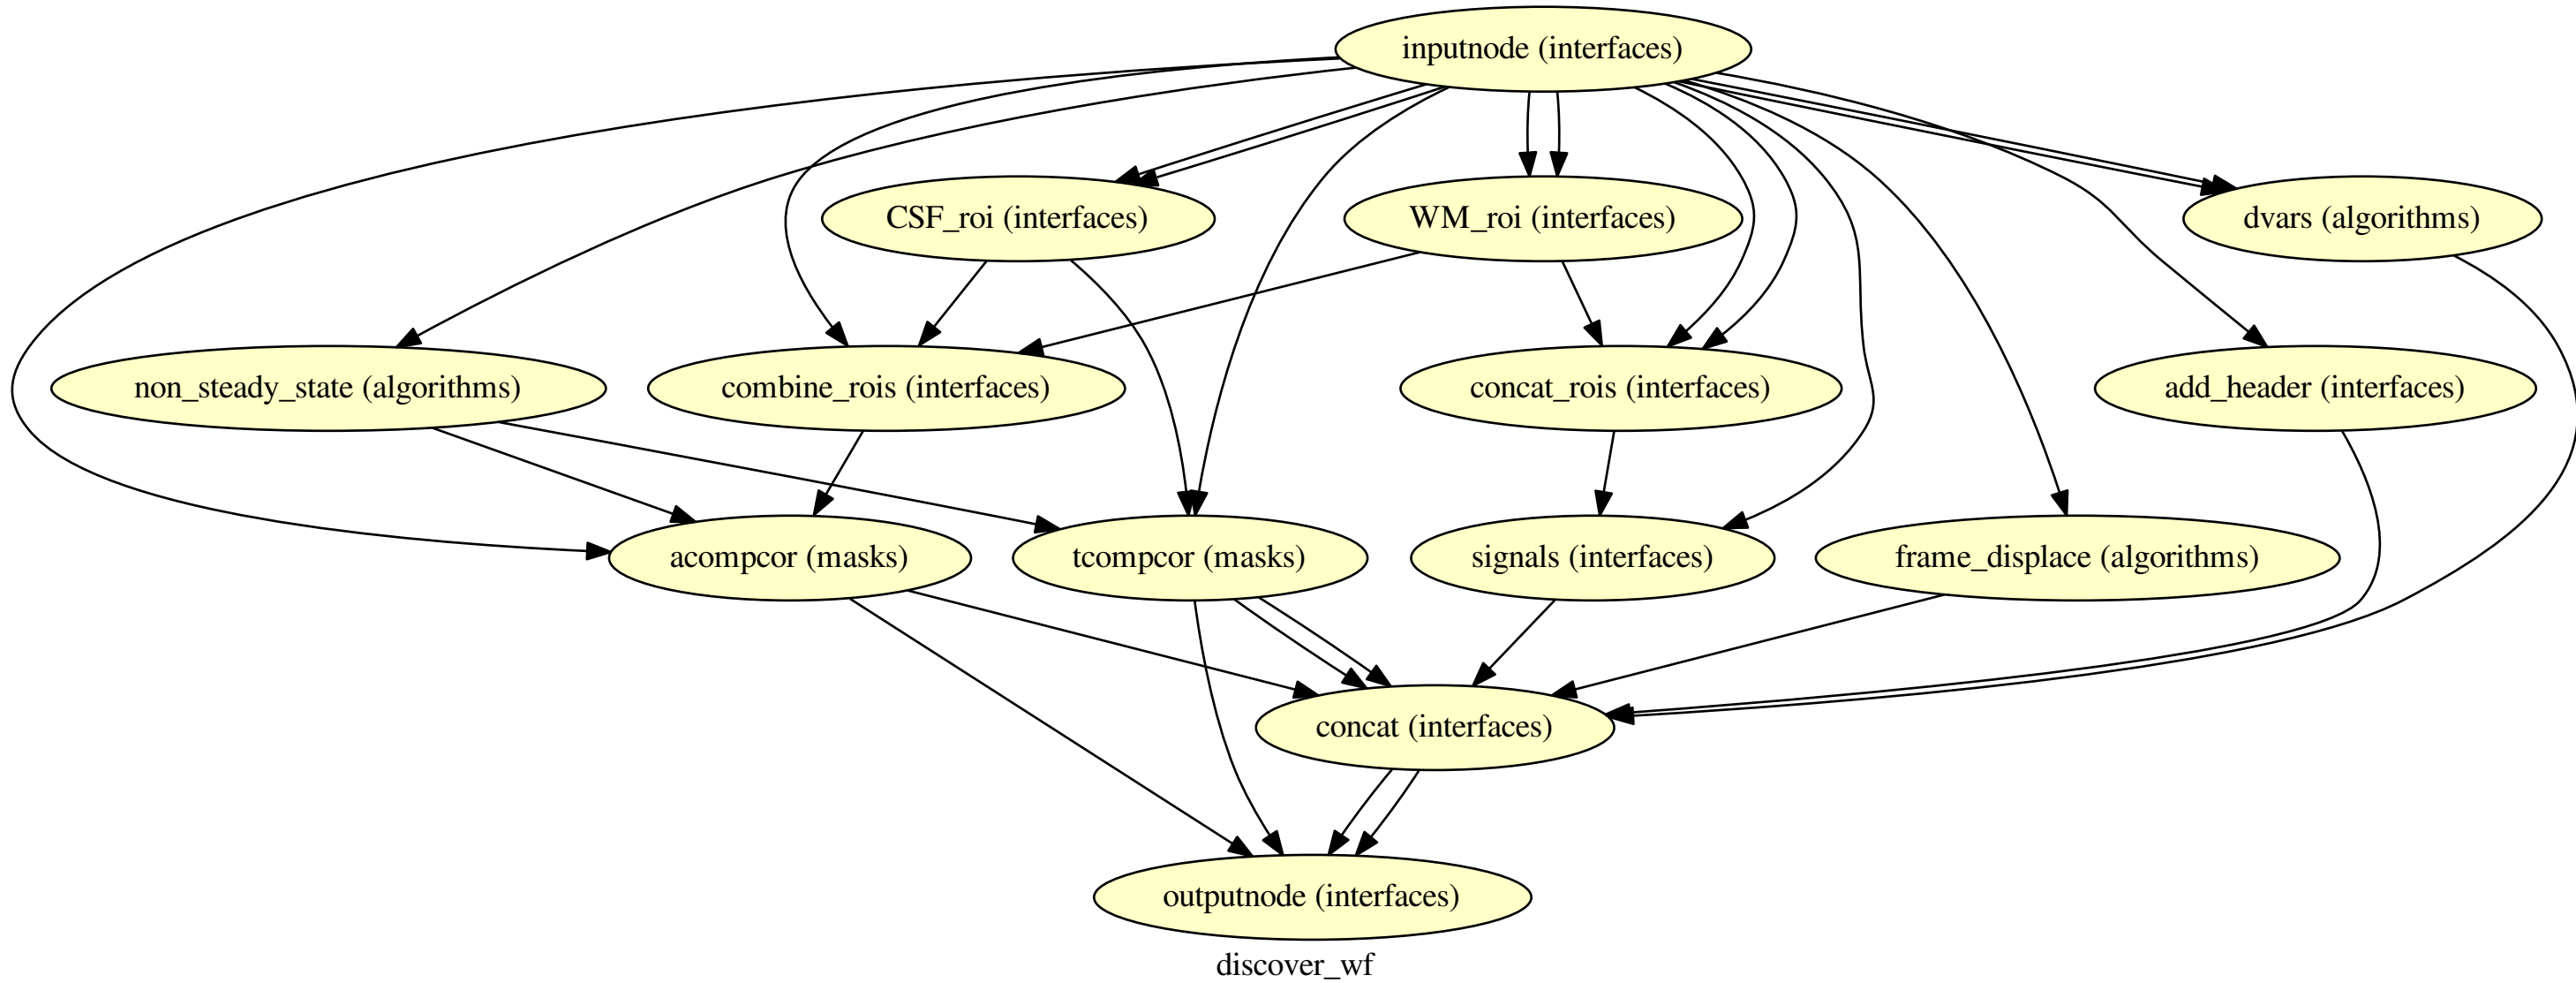 inputnode (interfaces)
CSF_roi (interfaces)
WM_roi (interfaces)
dvars (algorithms)
non_steady_state (algorithms)
combine_rois (interfaces)
concat_rois (interfaces)
add_header (interfaces)
acompcor (masks)
tcompcor (masks)
signals (interfaces)
frame_displace (algorithms)
concat (interfaces)
outputnode (interfaces)
discover_wf